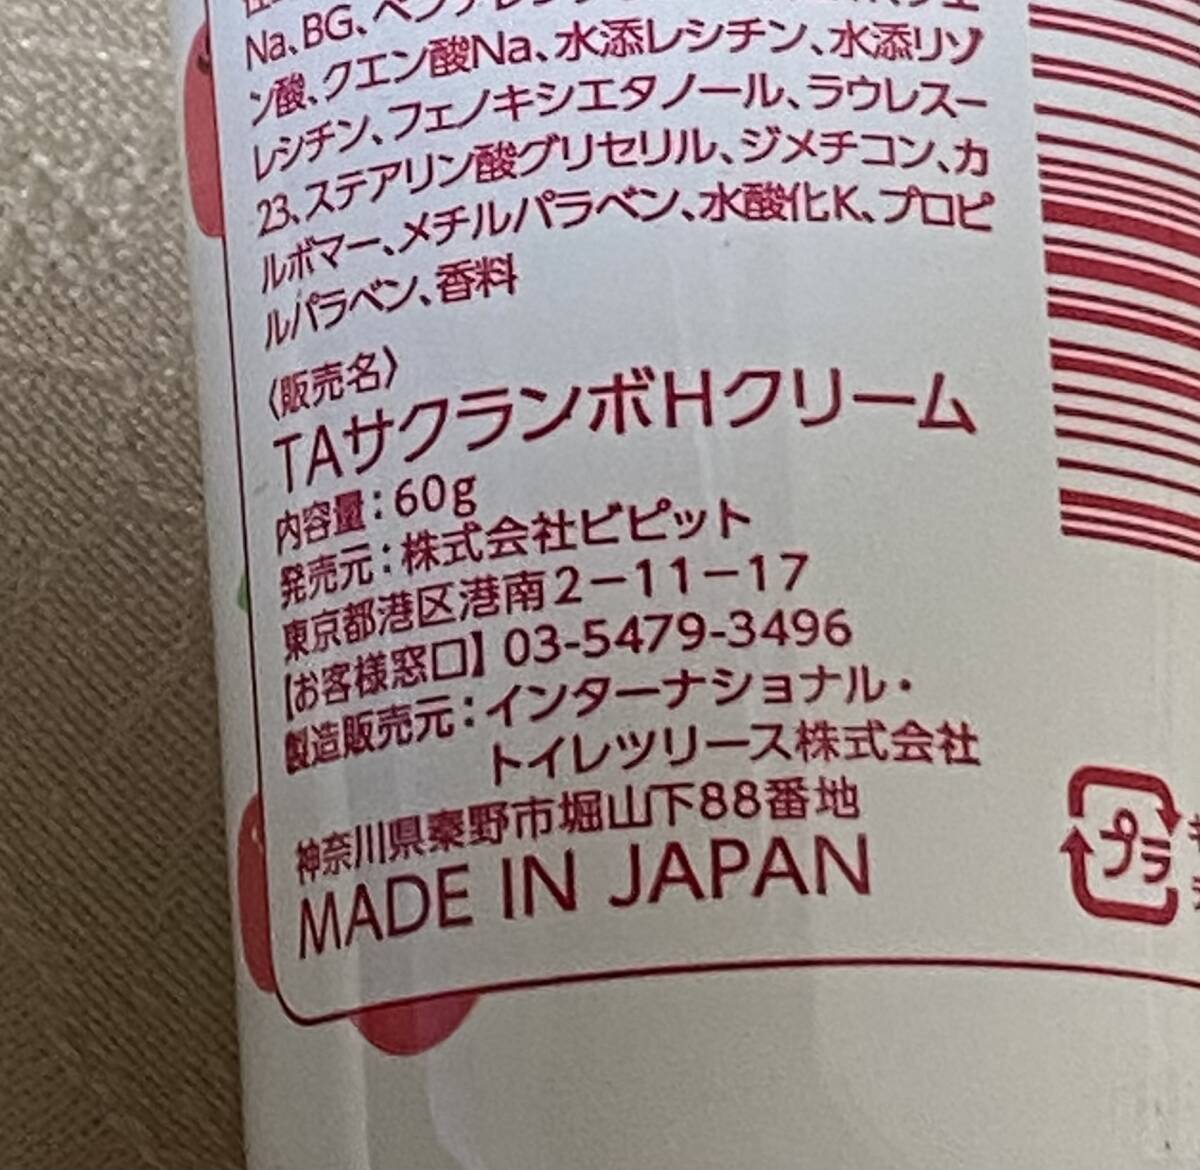 Na、BG、
ン酸、クエン酸Na、水添レシチン、水添リゾ
レシチン、フェノキシエタノール、ラウレスー
23、ステアリン酸グリセリル、ジメチコン、カ
ルボマー、メチルパラベン、水酸化K、プロピ
ルパラベン、香料
〈販売名〉
TAサクランボHクリーム
内容量：60g
発売元：株式会社ビピット
東京都港区港南2－11－17
【お客様窓口】03-5479-3496
製造販売元：インターナショナル・
トイレツリース株式会社
神奈川県秦野市堀山下88番地
MADE IN JAPAN
プラ